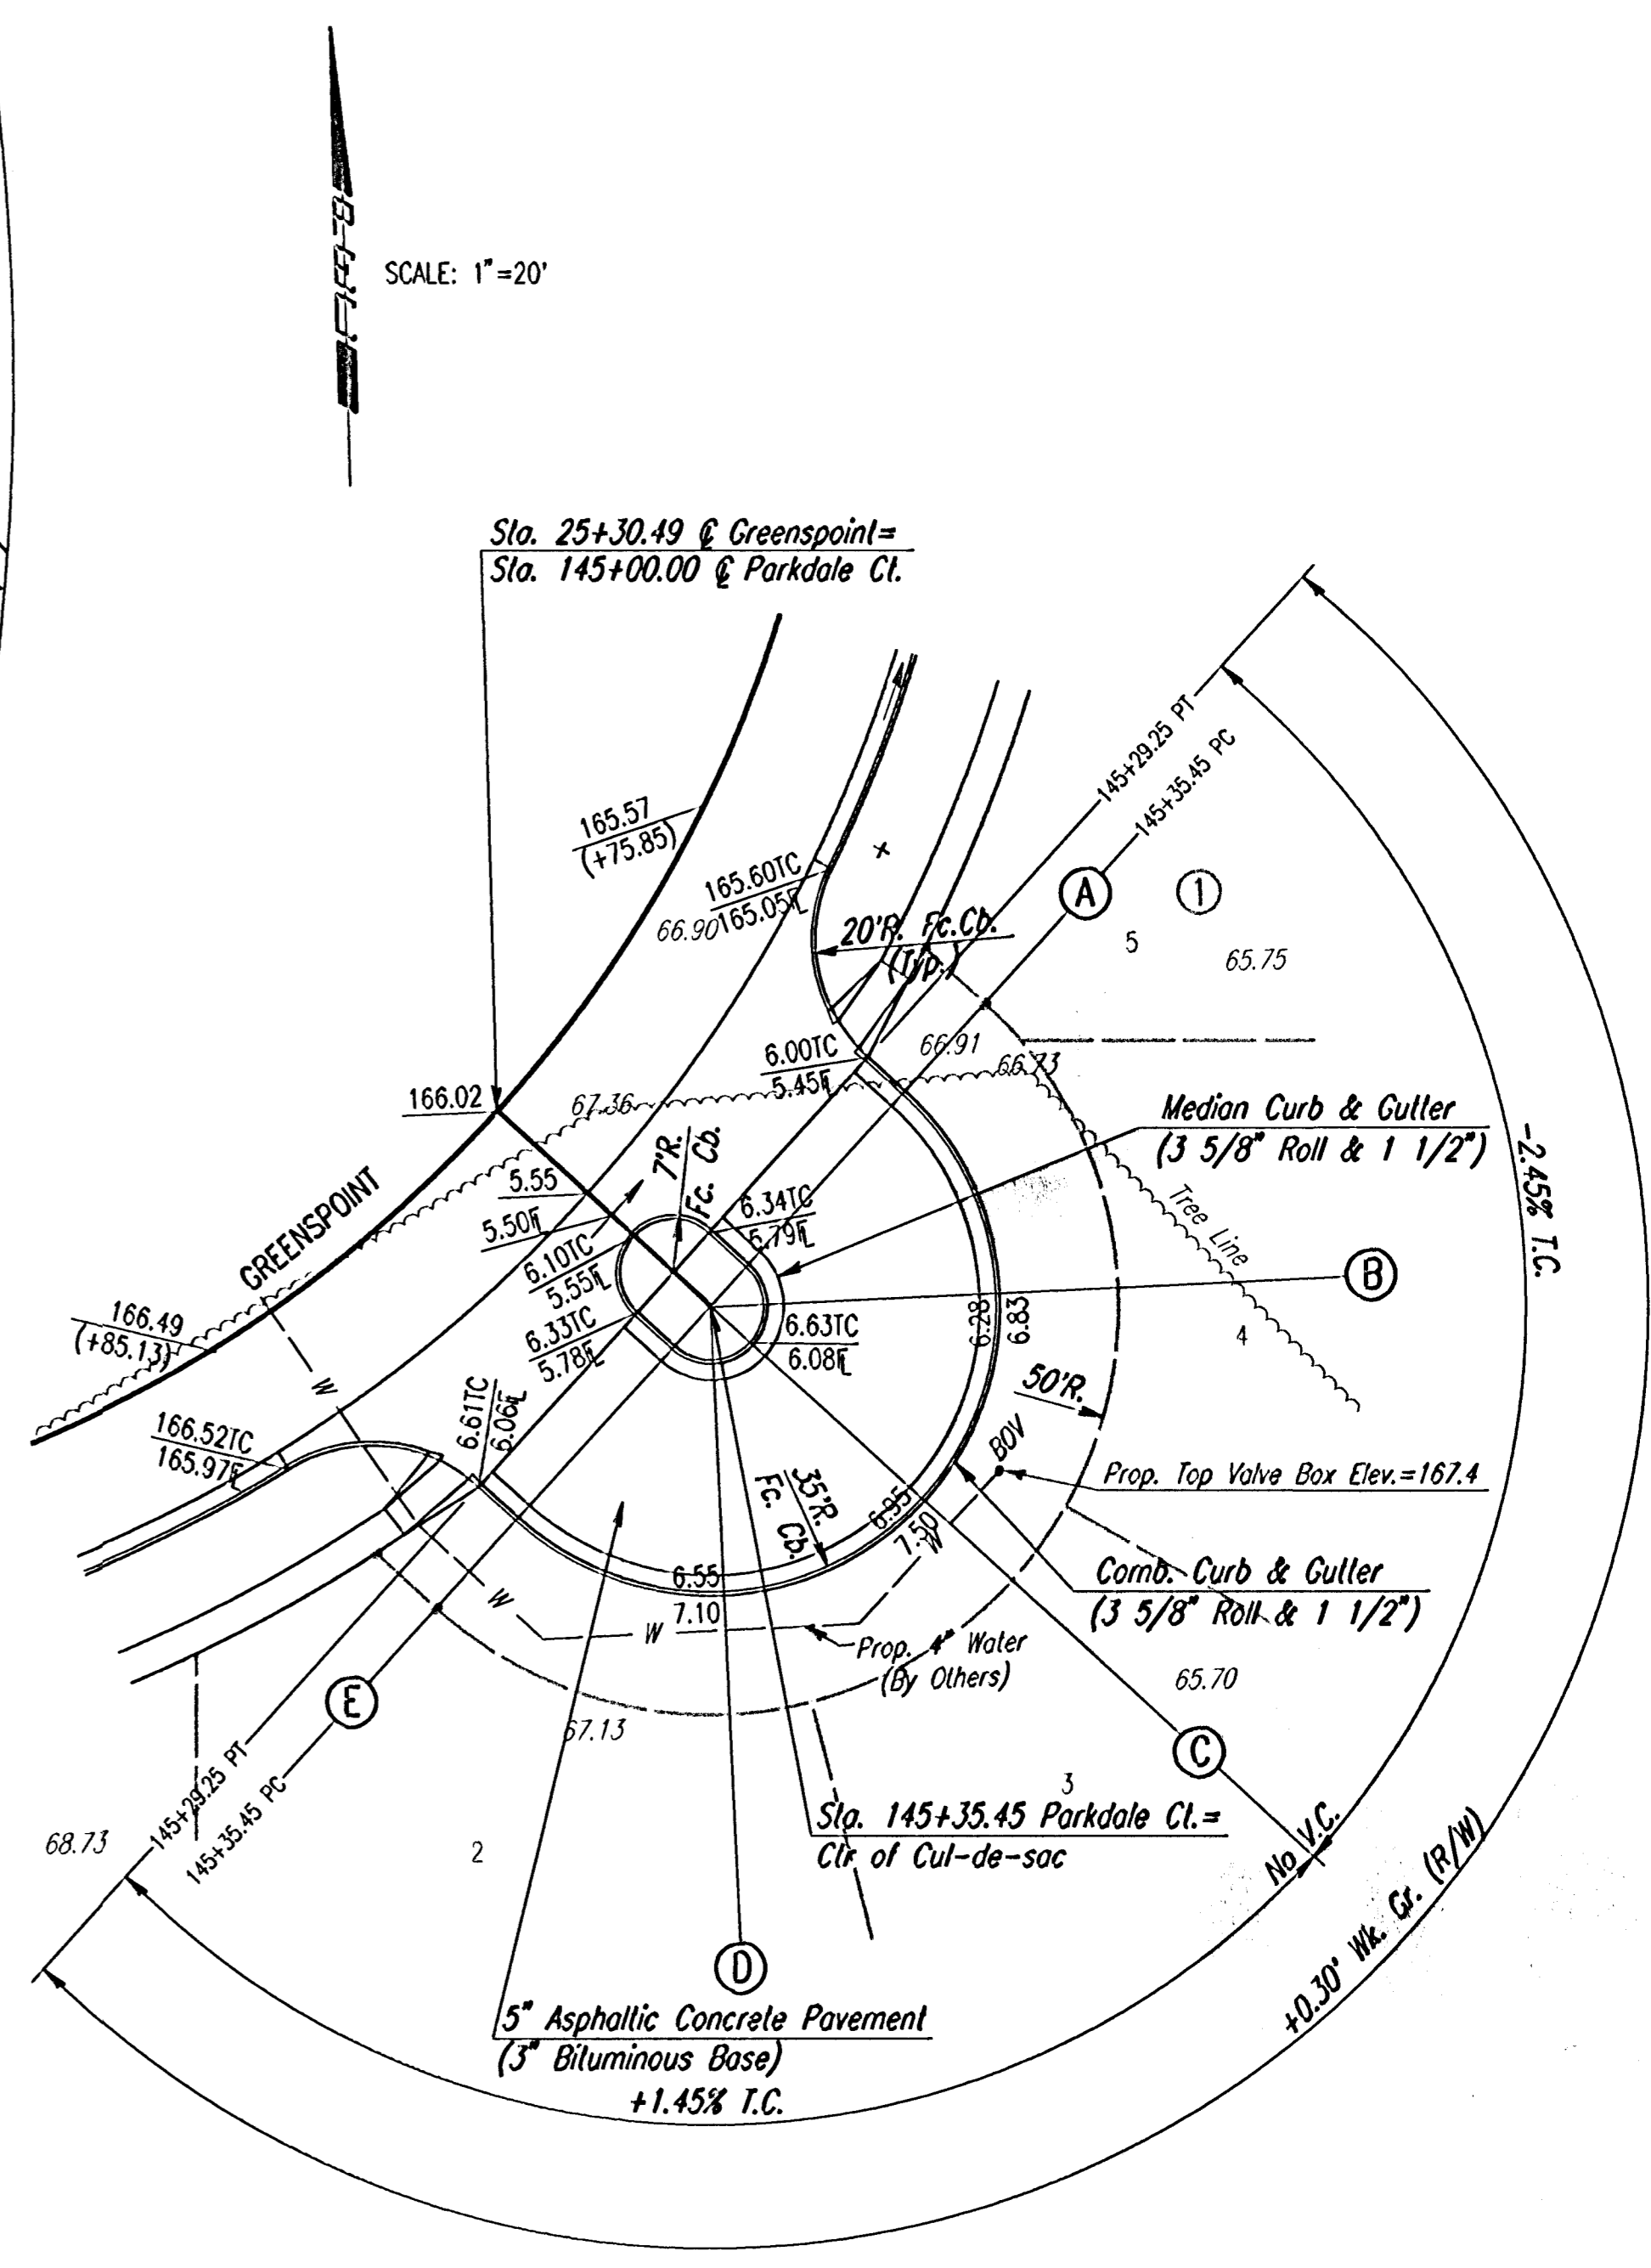 SCALE: 1"=20'
Sta. 25+30.49 ℄ Greenspoint=
Sta. 145+00.00 ℄ Parkdale Ct.
165.57
(+75.85)
165.60TC
165.05℄
66.90
20'R. Fc.Cb.
(Typ.)
145+29.25 PT
145+35.45 PC
A
1
5
65.75
66.91
66.73
6.00TC
5.45℄
166.02
67.36
Median Curb & Gutter
(3 5/8" Roll & 1 1/2")
-2.45% T.C.
Tree Line
7'R.
Fc. Cb.
5.55
5.50℄
6.34TC
5.79℄
6.10TC
5.55℄
GREENSPOINT
6.33TC
5.78℄
6.63TC
6.08℄
6.28
6.83
B
4
166.49
(+85.13)
W
50'R.
BOV
166.52TC
165.97℄
6.61TC
6.06℄
Prop. Top Valve Box Elev.=167.4
35'R.
Fc. Cb.
6.95
7.50
W
W
6.55
7.10
W
Comb. Curb & Gutter
(3 5/8" Roll & 1 1/2")
Prop. 4" Water
(By Others)
65.70
E
67.13
C
3
145+29.25 PT
145+35.45 PC
68.73
2
Sta. 145+35.45 Parkdale Ct.=
Ctr. of Cul-de-sac
No V.C.
+0.30' Wk. Gr. (R/W)
D
5" Asphaltic Concrete Pavement
(3" Bituminous Base)
+1.45% T.C.